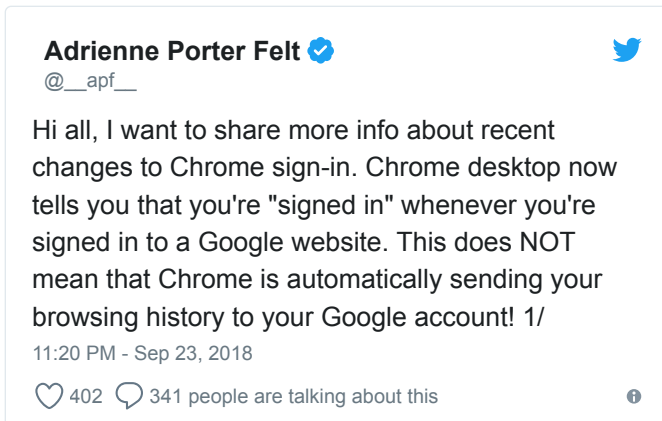 Adrienne Porter Felt
@__apf__
Hi all, I want to share more info about recent
changes to Chrome sign-in. Chrome desktop now
tells you that you're "signed in" whenever you're
signed in to a Google website. This does NOT
mean that Chrome is automatically sending your
browsing history to your Google account! 1/
11:20 PM - Sep 23, 2018
402 341 people are talking about this